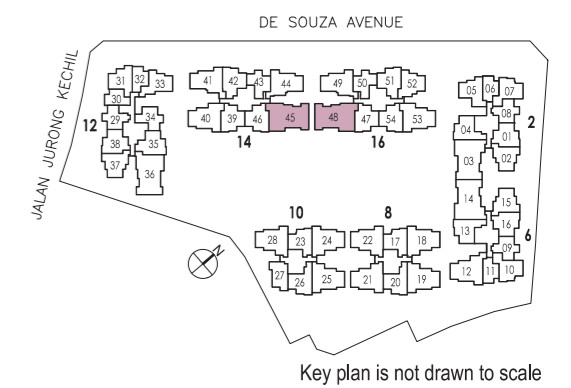 DE SOUZA AVENUE
JALAN JURONG KECHIL
31 32 33
30
29 34
12
38 35
37 36
41 42 43 44
40 39 46 45
14
49 50 51 52
48 47 54 53
16
05 06 07
08
2
04 01
03 02
14 15
13 16
6
09
12 11 10
10
28 23 24
27 26 25
8
22 17 18
21 20 19
N
Key plan is not drawn to scale